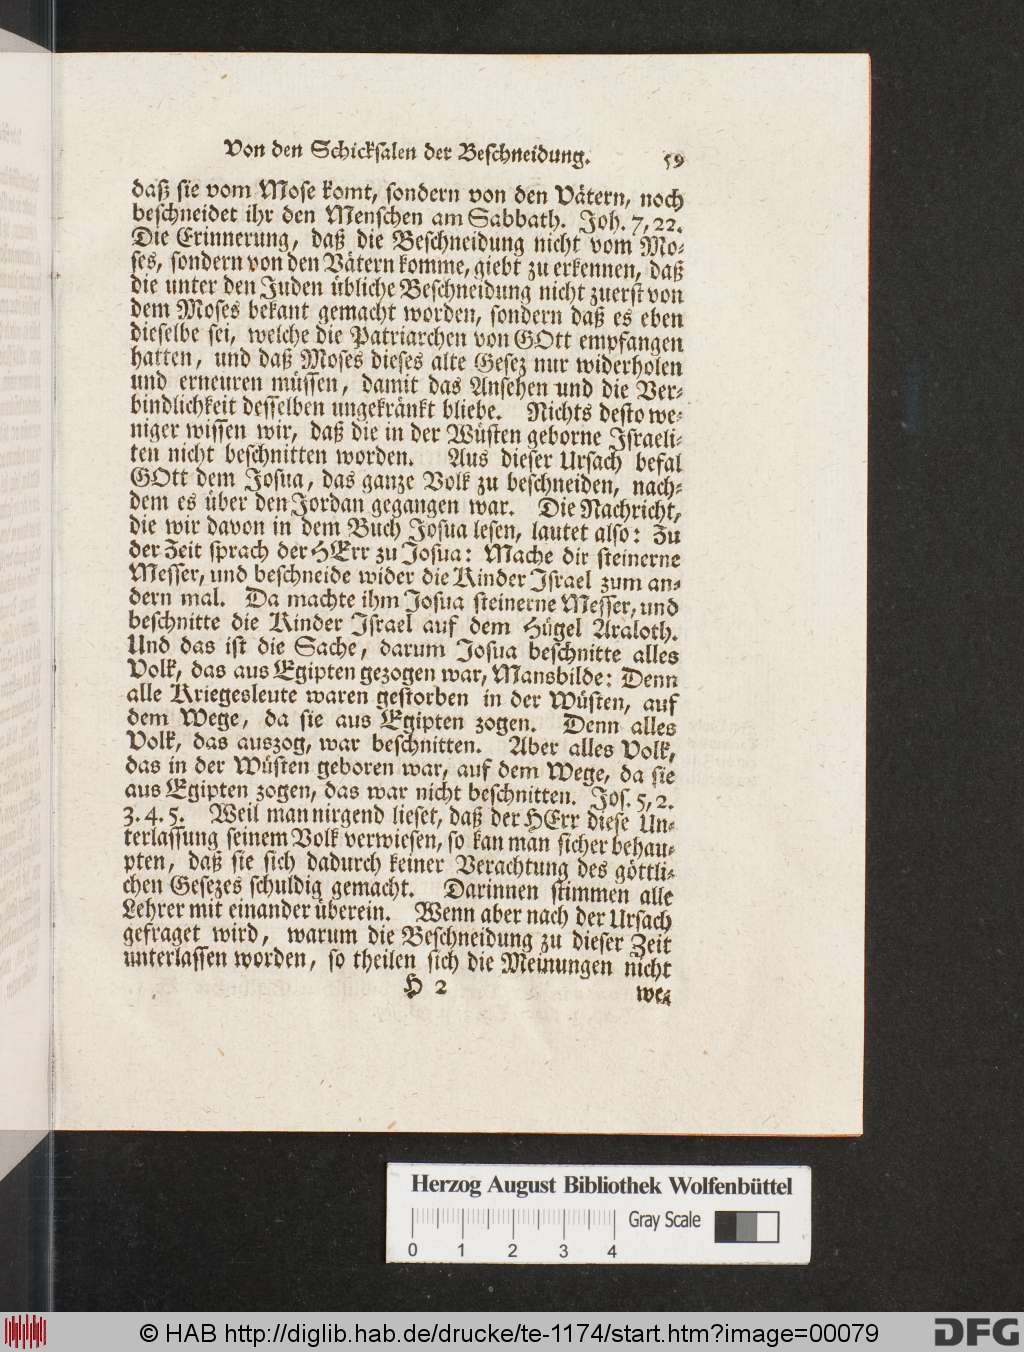 Von den Schicksalen der Beschneidung. 59
daß sie vom Mose komt, sondern von den Vätern, noch
beschneidet ihr den Menschen am Sabbath. Joh. 7, 22.
Die Erinnerung, daß die Beschneidung nicht vom Mo⸗
ses, sondern von den Vätern komme, giebt zu erkennen, daß
die unter den Juden übliche Beschneidung nicht zuerst von
dem Moses bekant gemacht worden, sondern daß es eben
dieselbe sei, welche die Patriarchen von GOtt empfangen
hatten, und daß Moses dieses alte Gesez nur widerholen
und erneuren müssen, damit das Ansehen und die Ver⸗
bindlichkeit desselben ungekränkt bliebe. Nichts desto we⸗
niger wissen wir, daß die in der Wüsten geborne Israeli⸗
ten nicht beschnitten worden. Aus dieser Ursach befal
GOtt dem Josua, das ganze Volk zu beschneiden, nach⸗
dem es über den Jordan gegangen war. Die Nachricht,
die wir davon in dem Buch Josua lesen, lautet also: Zu
der Zeit sprach der HErr zu Josua: Mache dir steinerne
Messer, und beschneide wider die Kinder Israel zum an⸗
dern mal. Da machte ihm Josua steinerne Messer, und
beschnitte die Kinder Israel auf dem Hügel Araloth.
Und das ist die Sache, darum Josua beschnitte alles
Volk, das aus Egipten gezogen war, Mansbilde: Denn
alle Kriegesleute waren gestorben in der Wüsten, auf
dem Wege, da sie aus Egipten zogen. Denn alles
Volk, das auszog, war beschnitten. Aber alles Volk,
das in der Wüsten geboren war, auf dem Wege, da sie
aus Egipten zogen, das war nicht beschnitten. Jos. 5, 2.
3. 4. 5. Weil man nirgend lieset, daß der HErr diese Un⸗
terlassung seinem Volk verwiesen, so kan man sicher behau⸗
pten, daß sie sich dadurch keiner Verachtung des göttli⸗
chen Gesezes schuldig gemacht. Darinnen stimmen alle
Lehrer mit einander überein. Wenn aber nach der Ursach
gefraget wird, warum die Beschneidung zu dieser Zeit
unterlassen worden, so theilen sich die Meinungen nicht
H 2 we⸗
Herzog August Bibliothek Wolfenbüttel
Gray Scale
0 1 2 3 4
© HAB http://diglib.hab.de/drucke/te-1174/start.htm?image=00079 DFG